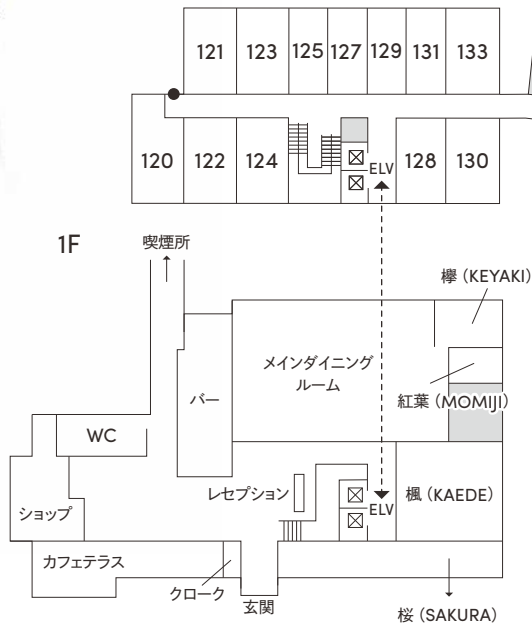 121 123 125 127 129 131 133
120 122 124 ELV 128 130
1F
喫煙所
欅 (KEYAKI)
メインダイニング
ルーム
バー
紅葉 (MOMIJI)
WC
レセプション
楓 (KAEDE)
ELV
ショップ
カフェテラス
クローク
玄関
桜 (SAKURA)